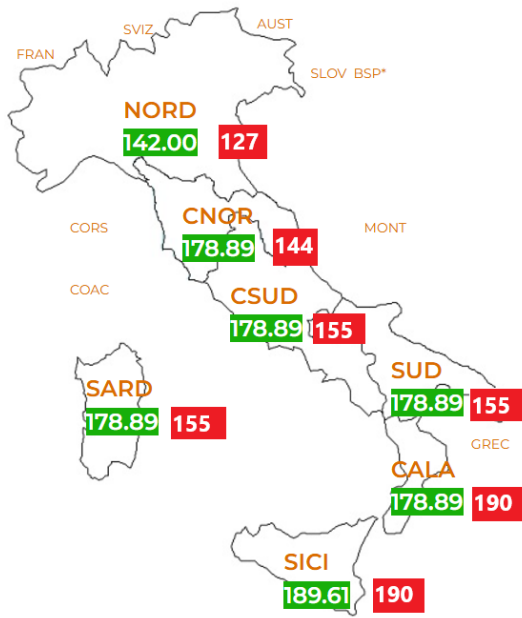 AUST
SVIZ
FRAN
SLOV BSP*
NORD
142.00 127
CNOR
178.89 144
CORS
MONT
COAC
CSUD
178.89 155
SUD
178.89 155
SARD
178.89 155
GREC
CALA
178.89 190
SICI
189.61 190